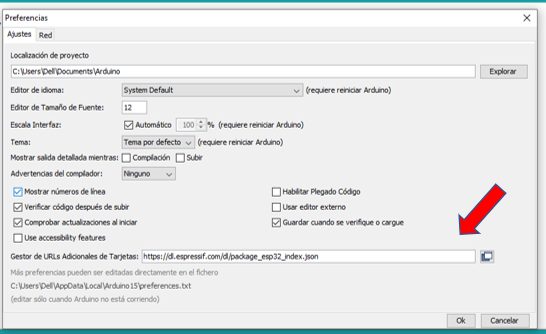 Preferencias
Ajustes Red
Localización de proyecto
C:\Users\Dell\Documents\Arduino Explorar
Editor de idioma: System Default (requiere reiniciar Arduino)
Editor de Tamaño de Fuente: 12
Escala Interfaz: Automático 100 % (requiere reiniciar Arduino)
Tema: Tema por defecto (requiere reiniciar Arduino)
Mostrar salida detallada mientras: Compilación Subir
Advertencias del compilador: Ninguno
Mostrar números de línea Habilitar Plegado Código
Verificar código después de subir Usar editor externo
Comprobar actualizaciones al iniciar Guardar cuando se verifique o cargue
Use accessibility features
Gestor de URLs Adicionales de Tarjetas: https://dl.espressif.com/dl/package_esp32_index.json
Más preferencias pueden ser editadas directamente en el fichero
C:\Users\Dell\AppData\Local\Arduino15\preferences.txt
(editar sólo cuando Arduino no está corriendo)
Ok Cancelar